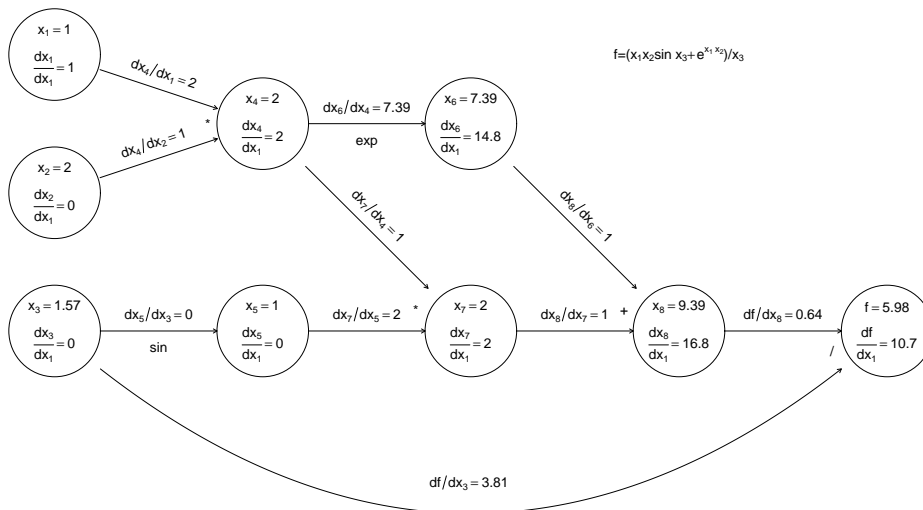 x₁ = 1
dx₁/dx₁ = 1
dx₄/dx₁ = 2
f=(x₁x₂sin x₃+e^(x₁ x₂))/x₃
x₂ = 2
dx₂/dx₁ = 0
dx₄/dx₂ = 1
*
x₄ = 2
dx₄/dx₁ = 2
dx₆/dx₄ = 7.39
exp
x₆ = 7.39
dx₆/dx₁ = 14.8
dx₇/dx₄ = 1
dx₈/dx₆ = 1
x₃ = 1.57
dx₃/dx₁ = 0
dx₅/dx₃ = 0
sin
x₅ = 1
dx₅/dx₁ = 0
dx₇/dx₅ = 2
*
x₇ = 2
dx₇/dx₁ = 2
dx₈/dx₇ = 1
+
x₈ = 9.39
dx₈/dx₁ = 16.8
df/dx₈ = 0.64
/
f = 5.98
df/dx₁ = 10.7
df/dx₃ = 3.81